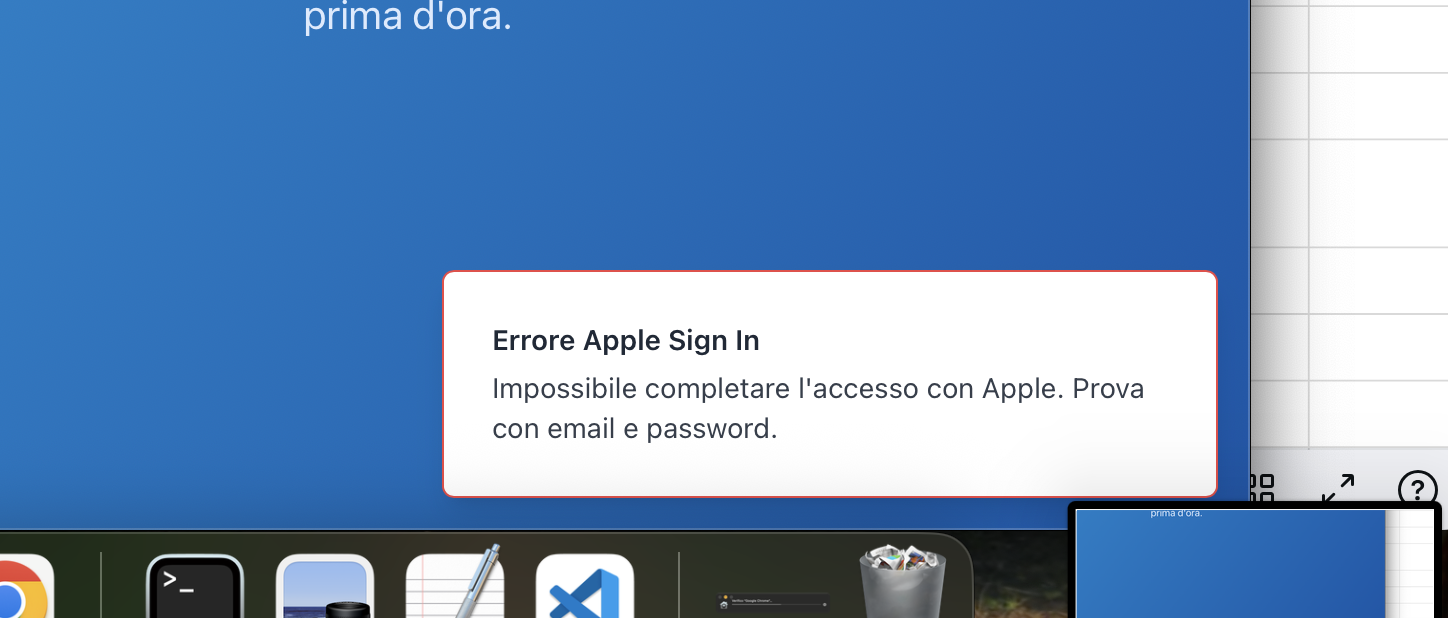 prima d'ora.
Errore Apple Sign In
Impossibile completare l'accesso con Apple. Prova
con email e password.
?
>_
prima d'ora.